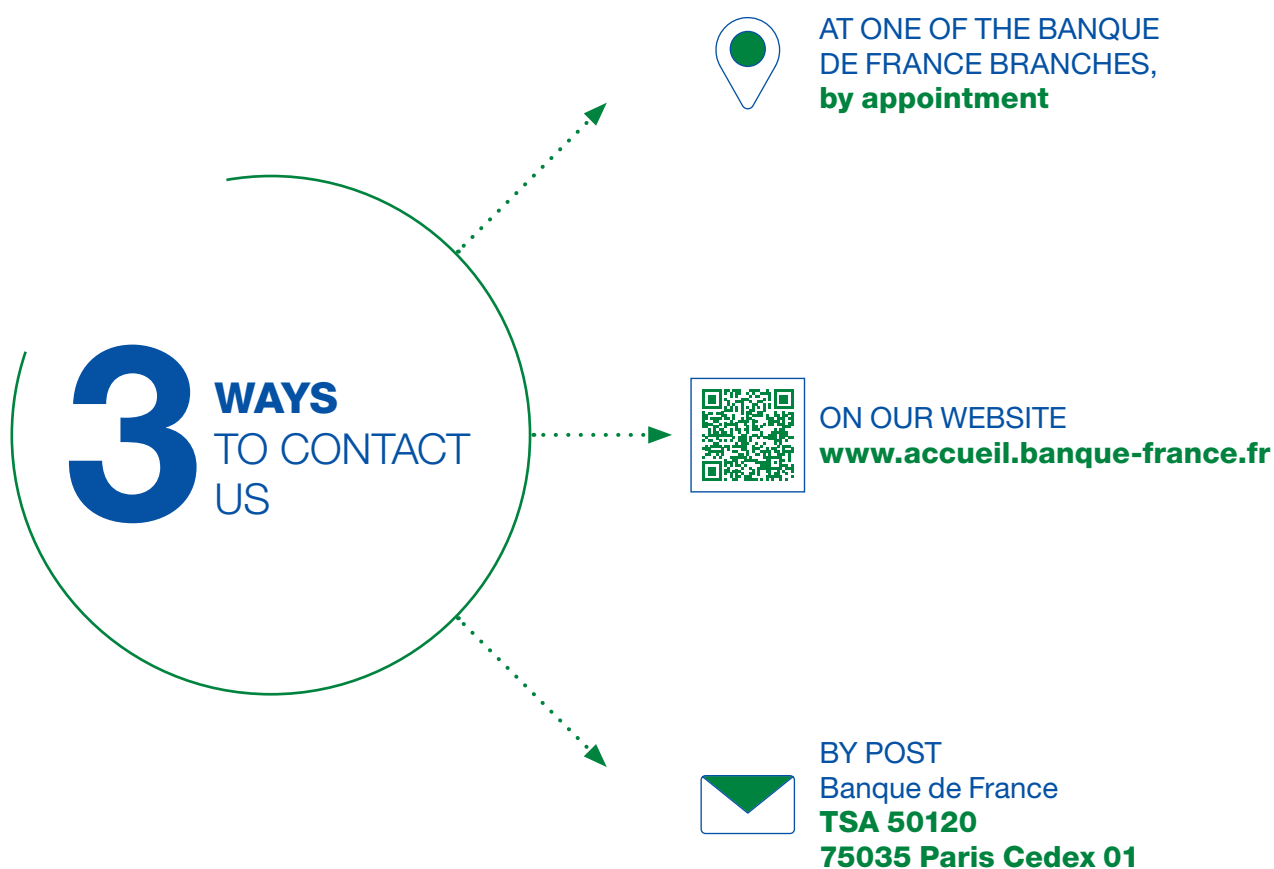 3
WAYS
TO CONTACT
US
AT ONE OF THE BANQUE
DE FRANCE BRANCHES,
by appointment
ON OUR WEBSITE
www.accueil.banque-france.fr
BY POST
Banque de France
TSA 50120
75035 Paris Cedex 01